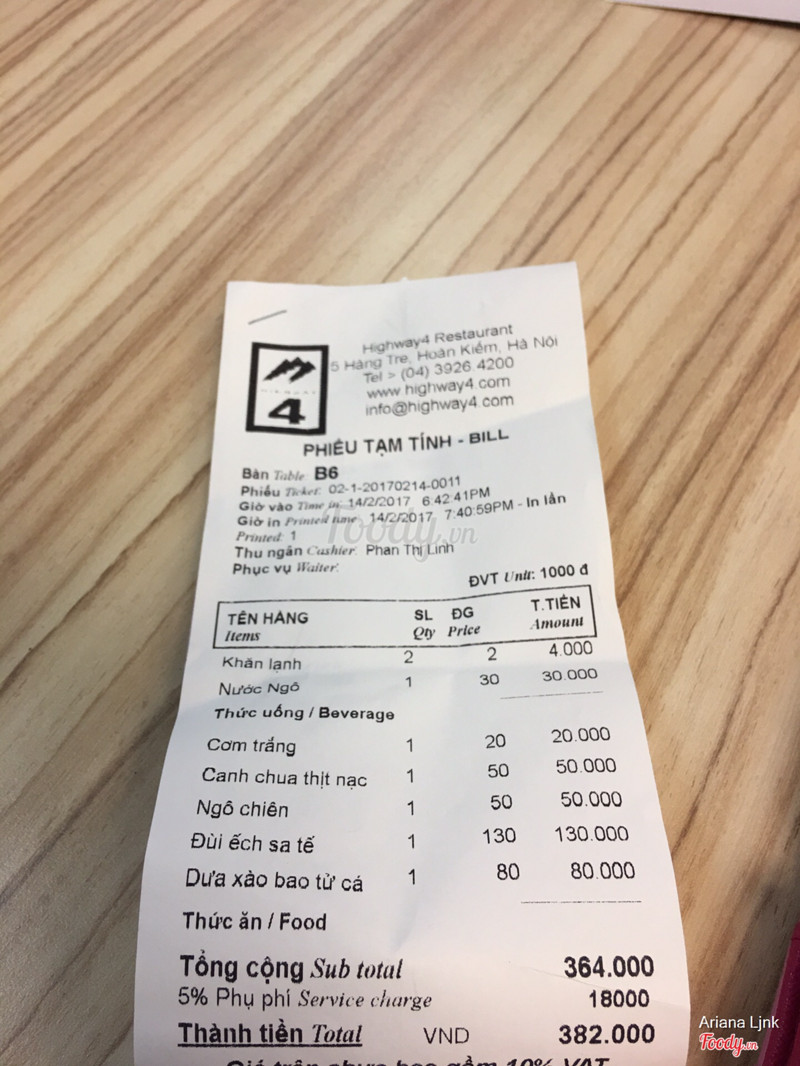 Highway4 Restaurant
5 Hàng Tre, Hoàn Kiếm, Hà Nội
Tel > (04) 3926 4200
www.highway4.com
info@highway4.com
HIGHWAY
4
PHIẾU TẠM TÍNH - BILL
Bàn Table: B6
Phiếu Ticket: 02-1-20170214-0011
Giờ vào Time in: 14/2/2017 6:42:41PM
Giờ in Printed time 14/2/2017 7:40:59PM - In lần
Printed: 1
Thu ngân Cashier: Phan Thị Linh
Phục vụ Waiter:
ĐVT Unit: 1000 đ
TÊN HÀNG SL ĐG T.TIỀN
Items Qty Price Amount
Khăn lạnh 2 2 4.000
Nước Ngô 1 30 30.000
Thức uống / Beverage
Cơm trắng 1 20 20.000
Canh chua thịt nạc 1 50 50.000
Ngô chiên 1 50 50.000
Đùi ếch sa tế 1 130 130.000
Dưa xào bao tử cá 1 80 80.000
Thức ăn / Food
Tổng cộng Sub total 364.000
5% Phụ phí Service charge 18000
Thành tiền Total VND 382.000
Giá trên chưa bao gồm 10% VAT
Foody.vn
Ariana Ljnk
Foody.vn